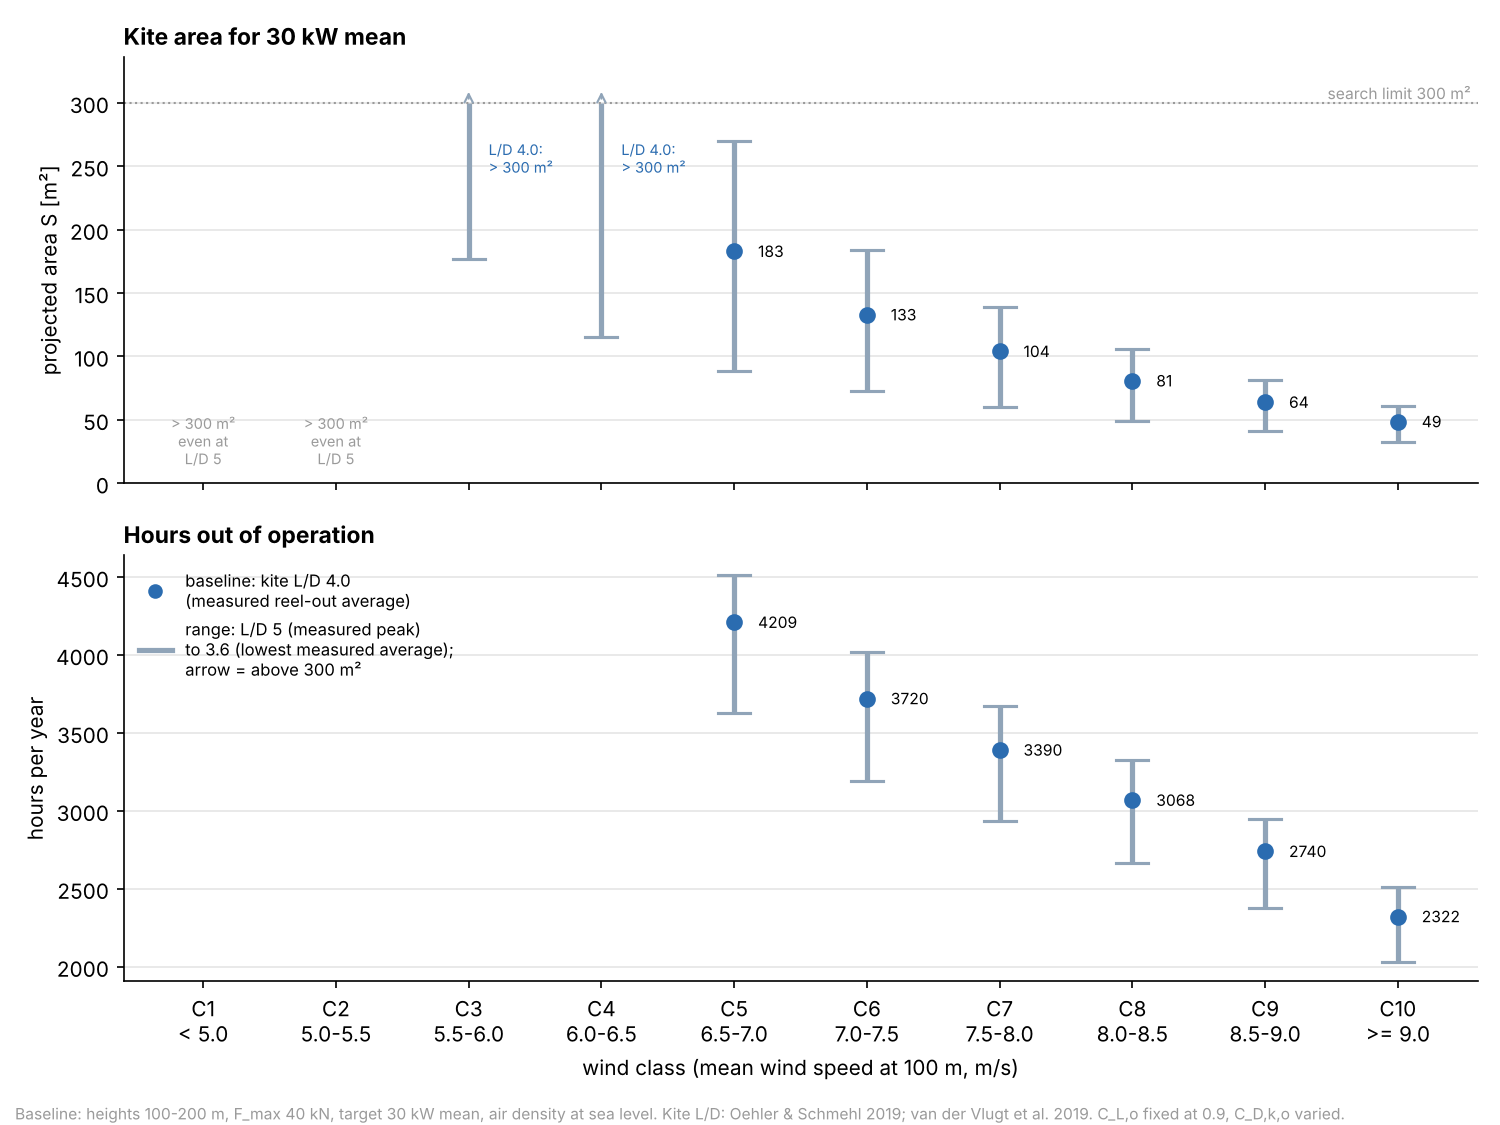 Kite area for 30 kW mean
projected area S [m²]
300
250
200
150
100
50
0
search limit 300 m²
L/D 4.0:
> 300 m²
L/D 4.0:
> 300 m²
183
133
104
81
64
49
> 300 m²
even at
L/D 5
> 300 m²
even at
L/D 5
Hours out of operation
hours per year
4500
4000
3500
3000
2500
2000
baseline: kite L/D 4.0
(measured reel-out average)
range: L/D 5 (measured peak)
to 3.6 (lowest measured average);
arrow = above 300 m²
4209
3720
3390
3068
2740
2322
C1
< 5.0
C2
5.0-5.5
C3
5.5-6.0
C4
6.0-6.5
C5
6.5-7.0
C6
7.0-7.5
C7
7.5-8.0
C8
8.0-8.5
C9
8.5-9.0
C10
>= 9.0
wind class (mean wind speed at 100 m, m/s)
Baseline: heights 100-200 m, F_max 40 kN, target 30 kW mean, air density at sea level. Kite L/D: Oehler & Schmehl 2019; van der Vlugt et al. 2019. C_L,o fixed at 0.9, C_D,k,o varied.